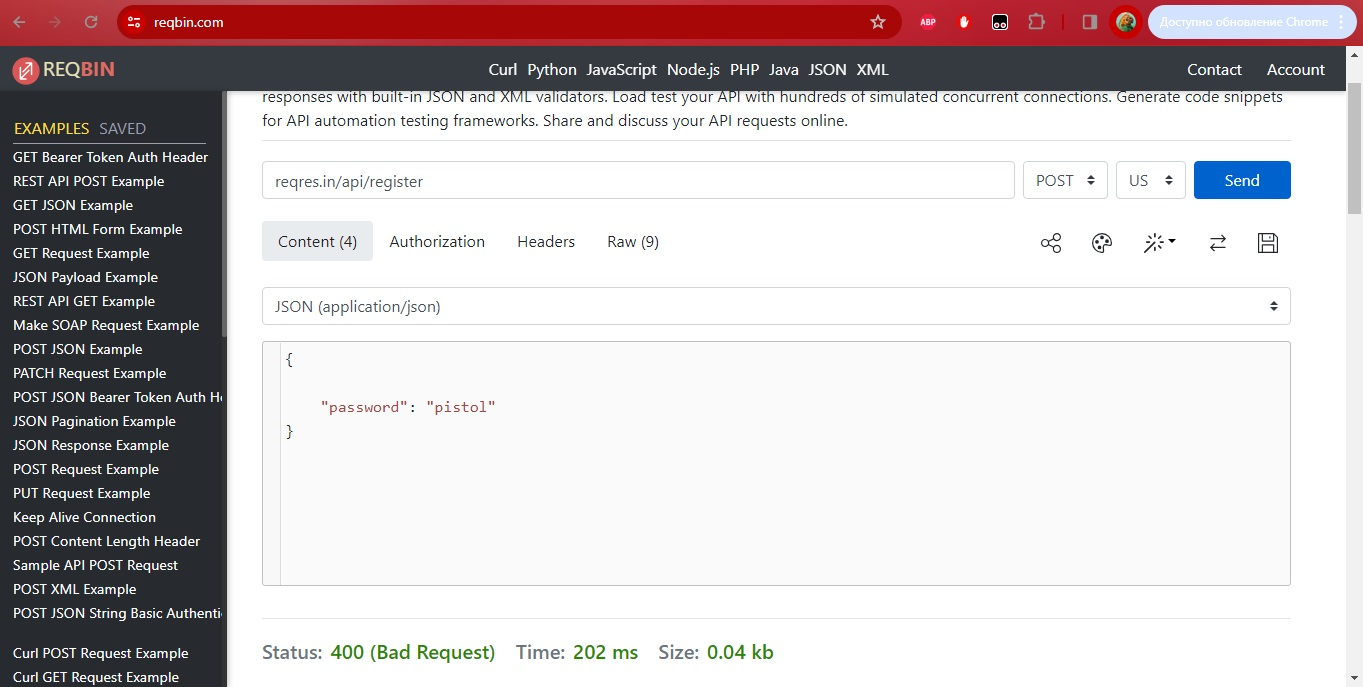 reqbin.com
ABP
Доступно обновление Chrome
REQBIN
Curl Python JavaScript Node.js PHP Java JSON XML
Contact Account
responses with built-in JSON and XML validators. Load test your API with hundreds of simulated concurrent connections. Generate code snippets
for API automation testing frameworks. Share and discuss your API requests online.
EXAMPLES SAVED
GET Bearer Token Auth Header
REST API POST Example
GET JSON Example
POST HTML Form Example
GET Request Example
JSON Payload Example
REST API GET Example
Make SOAP Request Example
POST JSON Example
PATCH Request Example
POST JSON Bearer Token Auth He
JSON Pagination Example
JSON Response Example
POST Request Example
PUT Request Example
Keep Alive Connection
POST Content Length Header
Sample API POST Request
POST XML Example
POST JSON String Basic Authenti
Curl POST Request Example
Curl GET Request Example
reqres.in/api/register
POST
US
Send
Content (4) Authorization Headers Raw (9)
JSON (application/json)
{
"password": "pistol"
}
Status: 400 (Bad Request) Time: 202 ms Size: 0.04 kb